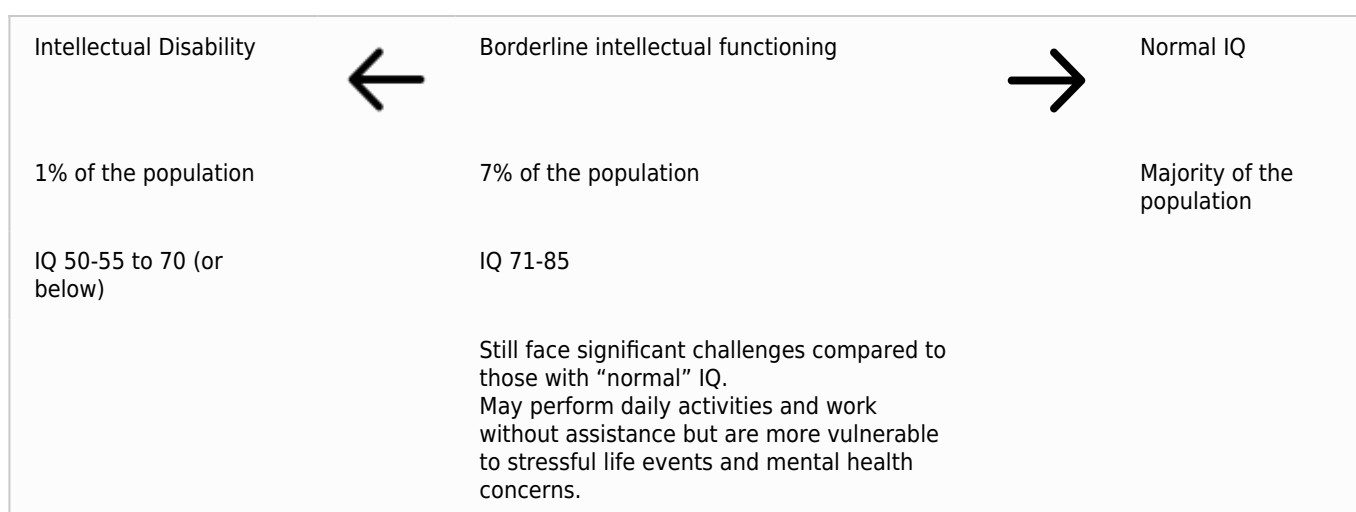 Intellectual Disability
Borderline intellectual functioning
Normal IQ
1% of the population
7% of the population
Majority of the
population
IQ 50-55 to 70 (or
below)
IQ 71-85
Still face significant challenges compared to
those with “normal” IQ.
May perform daily activities and work
without assistance but are more vulnerable
to stressful life events and mental health
concerns.